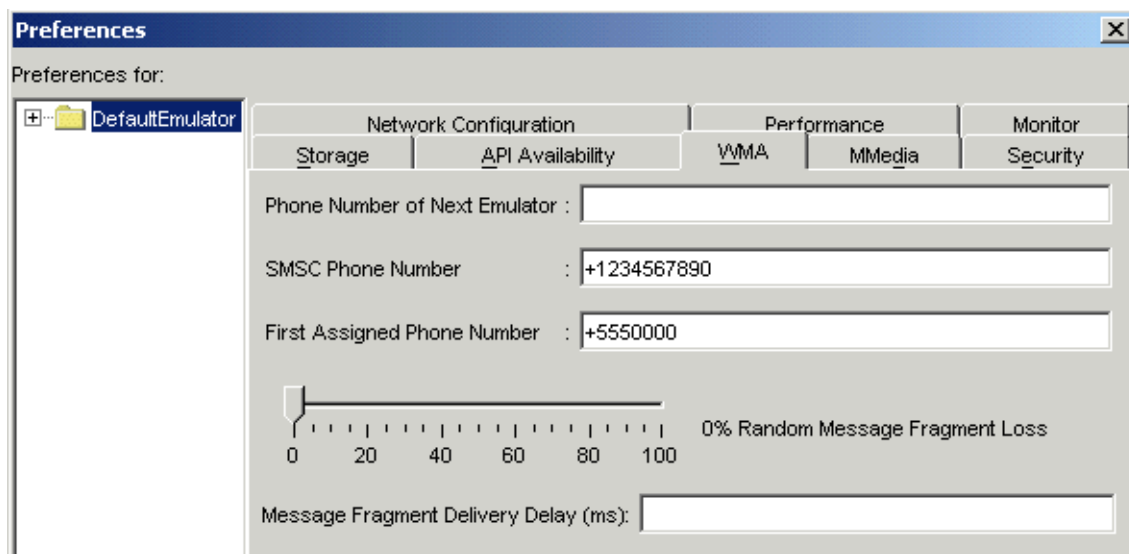 Preferences
Preferences for:
DefaultEmulator
Network Configuration Performance Monitor
Storage API Availability WMA MMedia Security
Phone Number of Next Emulator :
SMSC Phone Number : +1234567890
First Assigned Phone Number : +5550000
0% Random Message Fragment Loss
0 20 40 60 80 100
Message Fragment Delivery Delay (ms):